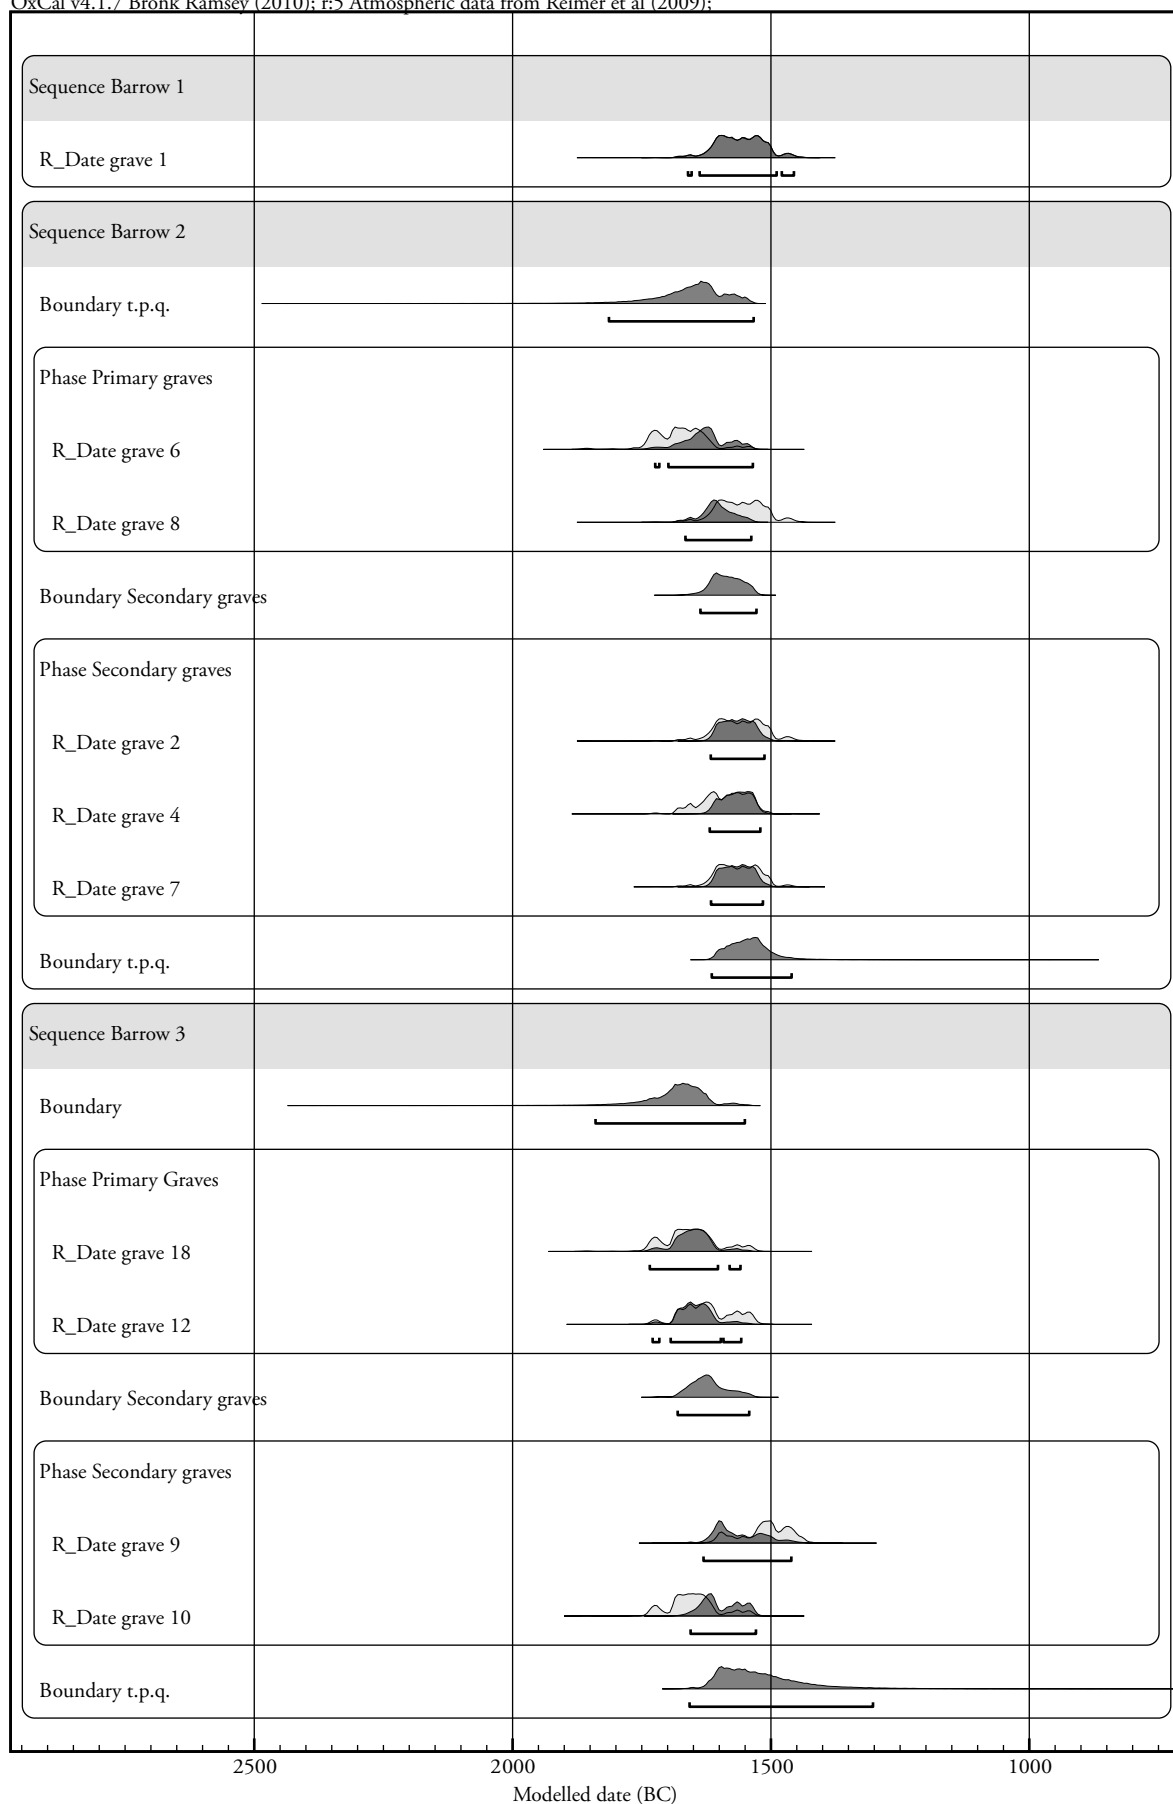 OxCal v4.1.7 Bronk Ramsey (2010); r:5 Atmospheric data from Reimer et al (2009);
Sequence Barrow 1
R_Date grave 1
Sequence Barrow 2
Boundary t.p.q.
Phase Primary graves
R_Date grave 6
R_Date grave 8
Boundary Secondary graves
Phase Secondary graves
R_Date grave 2
R_Date grave 4
R_Date grave 7
Boundary t.p.q.
Sequence Barrow 3
Boundary
Phase Primary Graves
R_Date grave 18
R_Date grave 12
Boundary Secondary graves
Phase Secondary graves
R_Date grave 9
R_Date grave 10
Boundary t.p.q.
2500 2000 1500 1000
Modelled date (BC)